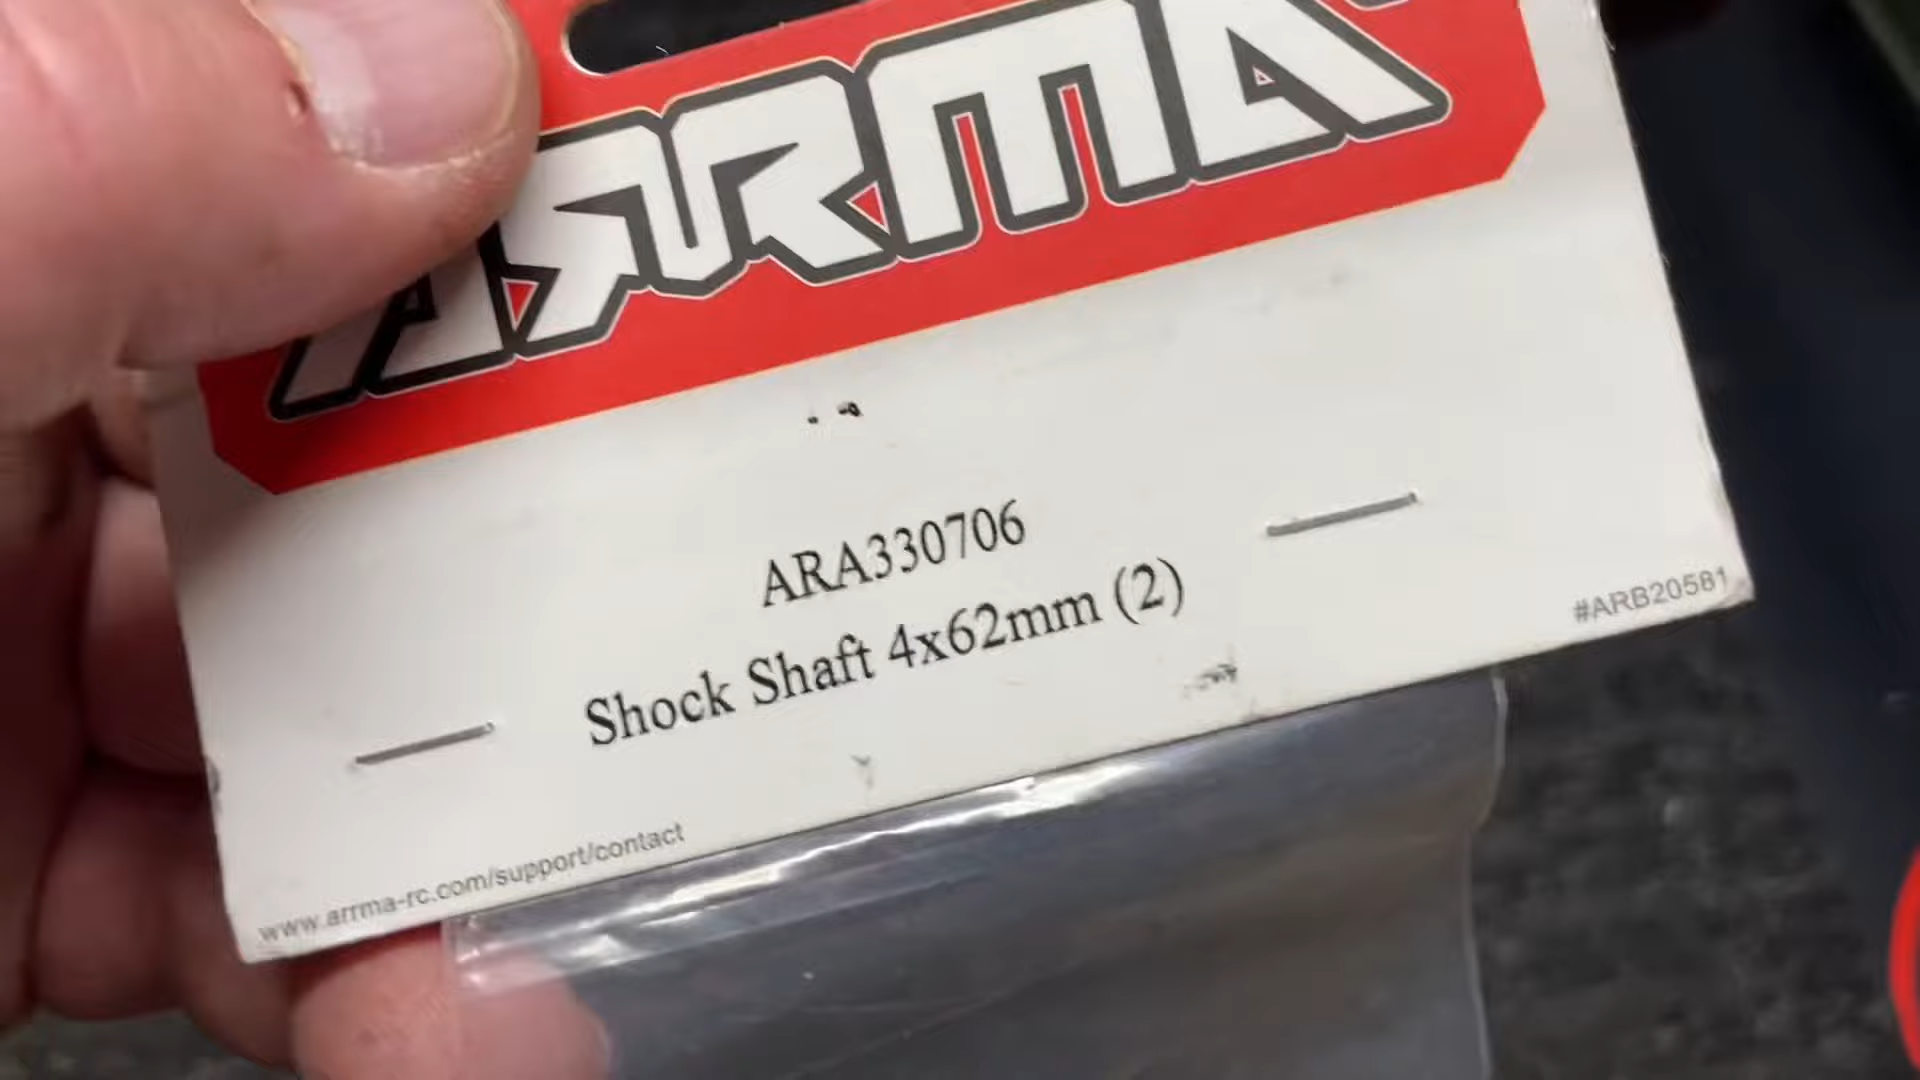 ARRMA
ARA330706
Shock Shaft 4x62mm (2)
#ARB20581
www.arrma-rc.com/support/contact